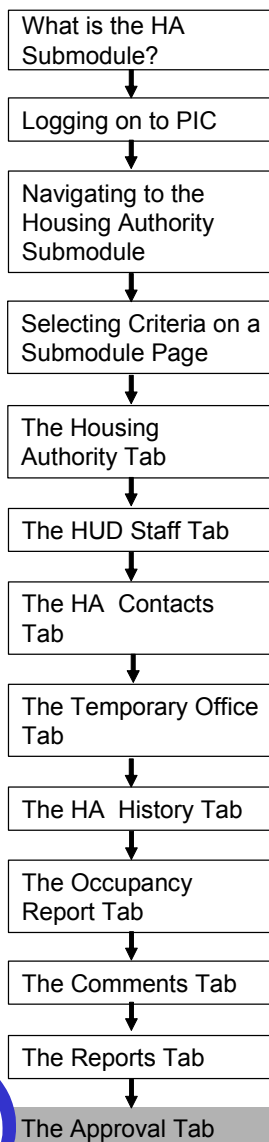 What is the HA
Submodule?
Logging on to PIC
Navigating to the
Housing Authority
Submodule
Selecting Criteria on a
Submodule Page
The Housing
Authority Tab
The HUD Staff Tab
The HA Contacts
Tab
The Temporary Office
Tab
The HA History Tab
The Occupancy
Report Tab
The Comments Tab
The Reports Tab
The Approval Tab